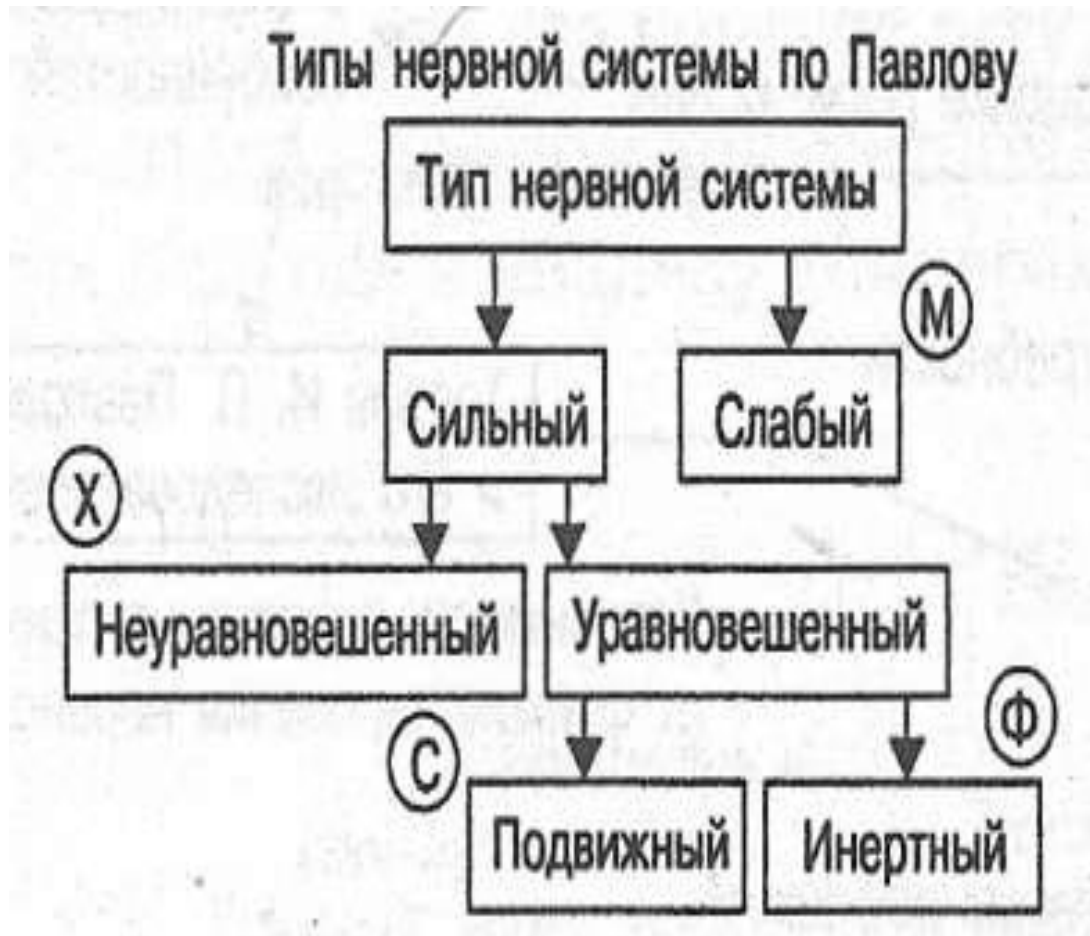 Типы нервной системы по Павлову
Тип нервной системы
М
Сильный
Слабый
Х
Неуравновешенный
Уравновешенный
С
Ф
Подвижный
Инертный